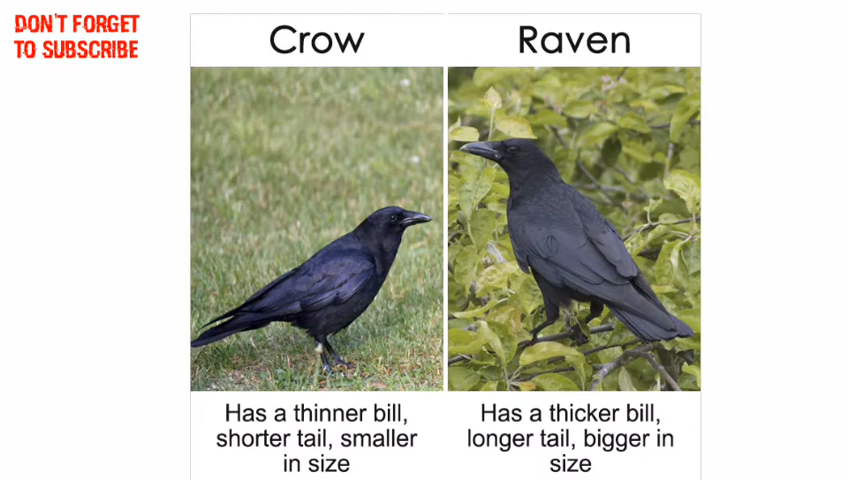 DON'T FORGET
TO SUBSCRIBE
Crow
Raven
Has a thinner bill,
shorter tail, smaller
in size
Has a thicker bill,
longer tail, bigger in
size